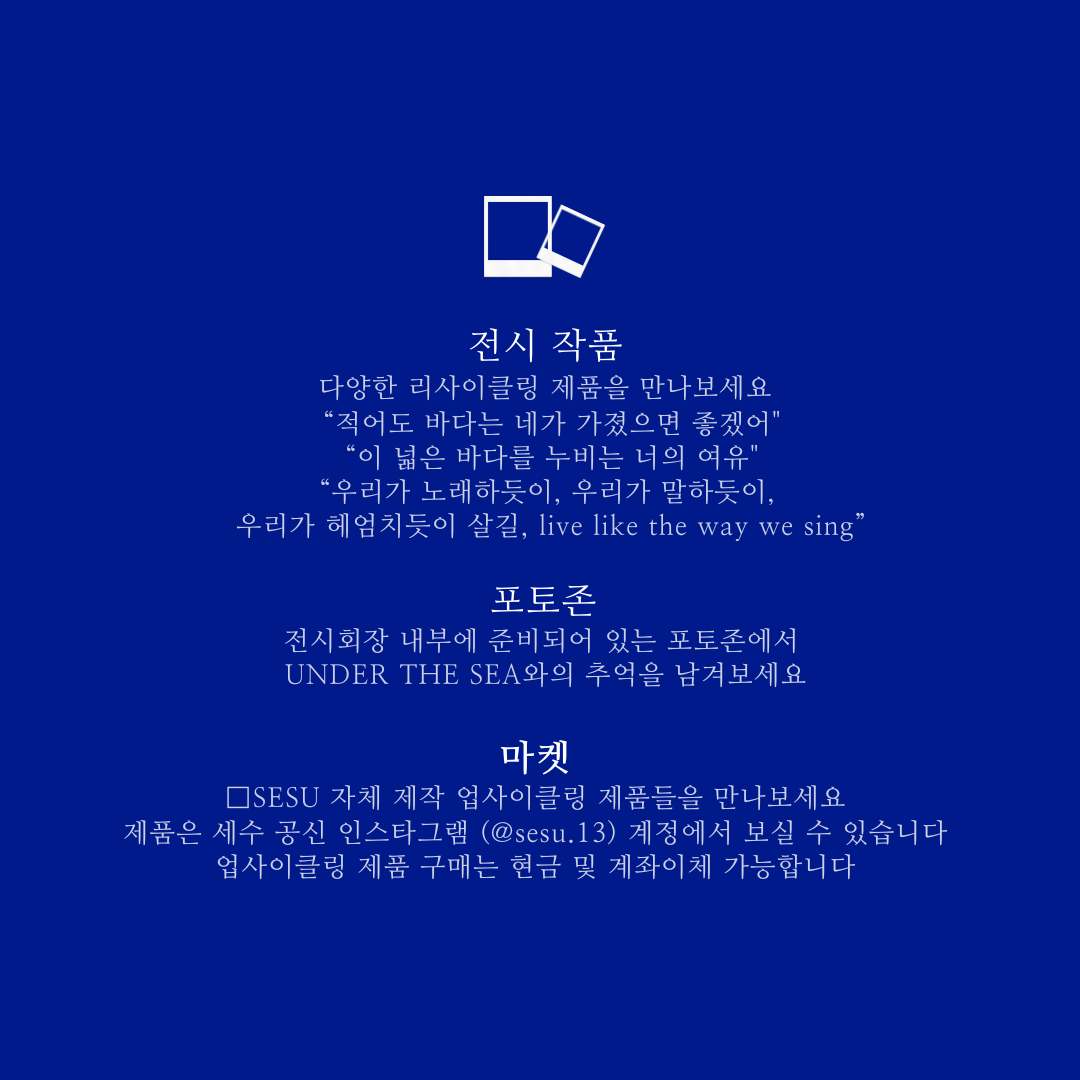 전시 작품
다양한 리사이클링 제품을 만나보세요
“적어도 바다는 네가 가졌으면 좋겠어"
“이 넓은 바다를 누비는 너의 여유"
“우리가 노래하듯이, 우리가 말하듯이,
우리가 헤엄치듯이 살길, live like the way we sing”
포토존
전시회장 내부에 준비되어 있는 포토존에서
UNDER THE SEA와의 추억을 남겨보세요
마켓
□SESU 자체 제작 업사이클링 제품들을 만나보세요
제품은 세수 공신 인스타그램 (@sesu.13) 계정에서 보실 수 있습니다
업사이클링 제품 구매는 현금 및 계좌이체 가능합니다